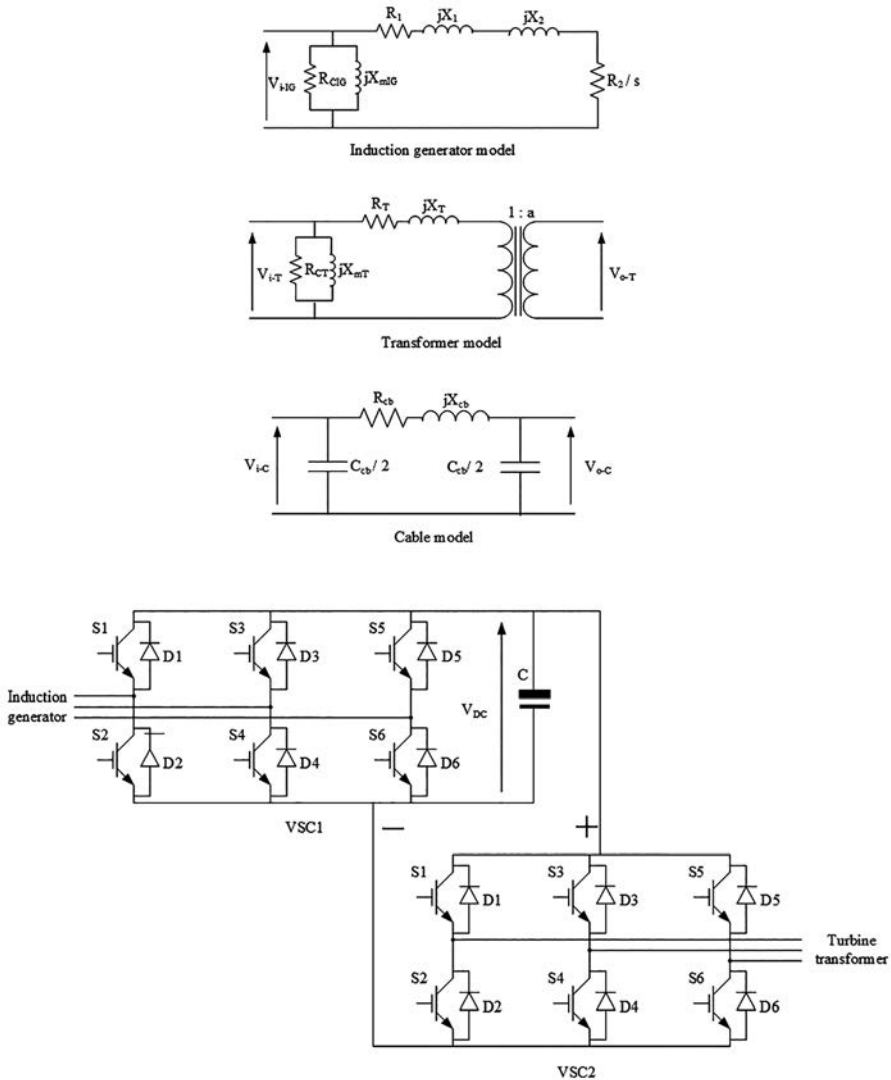 R1 jX1 jX2
Vi-IG RCIG jXmIG R2 / s
Induction generator model
RT jXT 1 : a
Vi-T RCT jXmT Vo-T
Transformer model
Rcb jXcb
Vi-C Ccb/ 2 Ccb/ 2 Vo-C
Cable model
S1 S3 S5
D1 D3 D5
C
Induction
generator
VDC
S2 S4 S6
D2 D4 D6
VSC1 − +
S1 S3 S5
D1 D3 D5
Turbine
transformer
S2 S4 S6
D2 D4 D6
VSC2